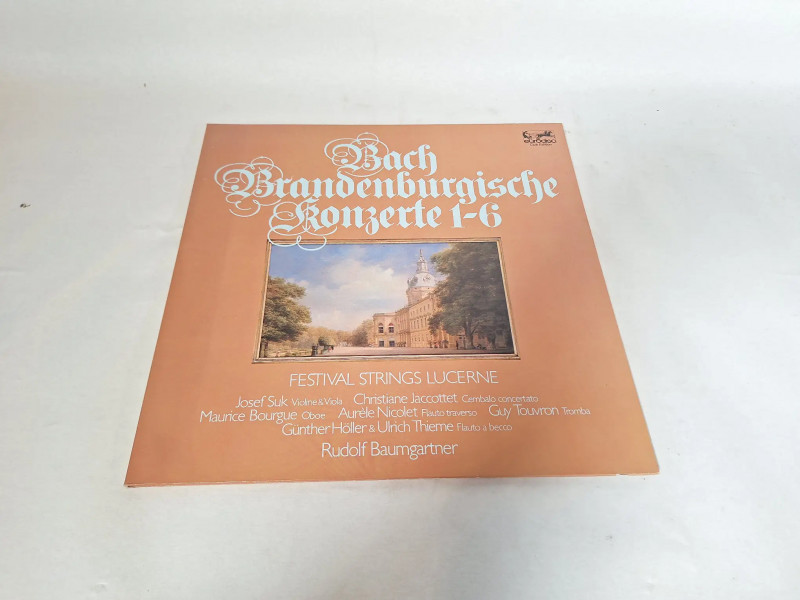 eurodisc
Bach
Brandenburgische
Konzerte 1-6
FESTIVAL STRINGS LUCERNE
Josef Suk Violine & Viola Christiane Jaccottet Cembalo concertato
Maurice Bourgue Oboe Aurèle Nicolet Flauto traverso Guy Touvron Tromba
Günther Höller & Ulrich Thieme Flauto a becco
Rudolf Baumgartner